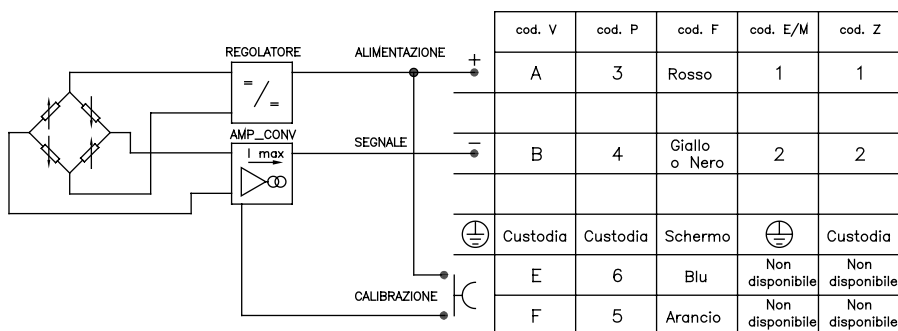 cod. V cod. P cod. F cod. E/M cod. Z
REGOLATORE ALIMENTAZIONE +
= / =
A 3 Rosso 1 1
AMP_CONV
I max
SEGNALE −
B 4 Giallo o Nero 2 2
Custodia Custodia Schermo Custodia
E 6 Blu Non disponibile Non disponibile
CALIBRAZIONE
F 5 Arancio Non disponibile Non disponibile